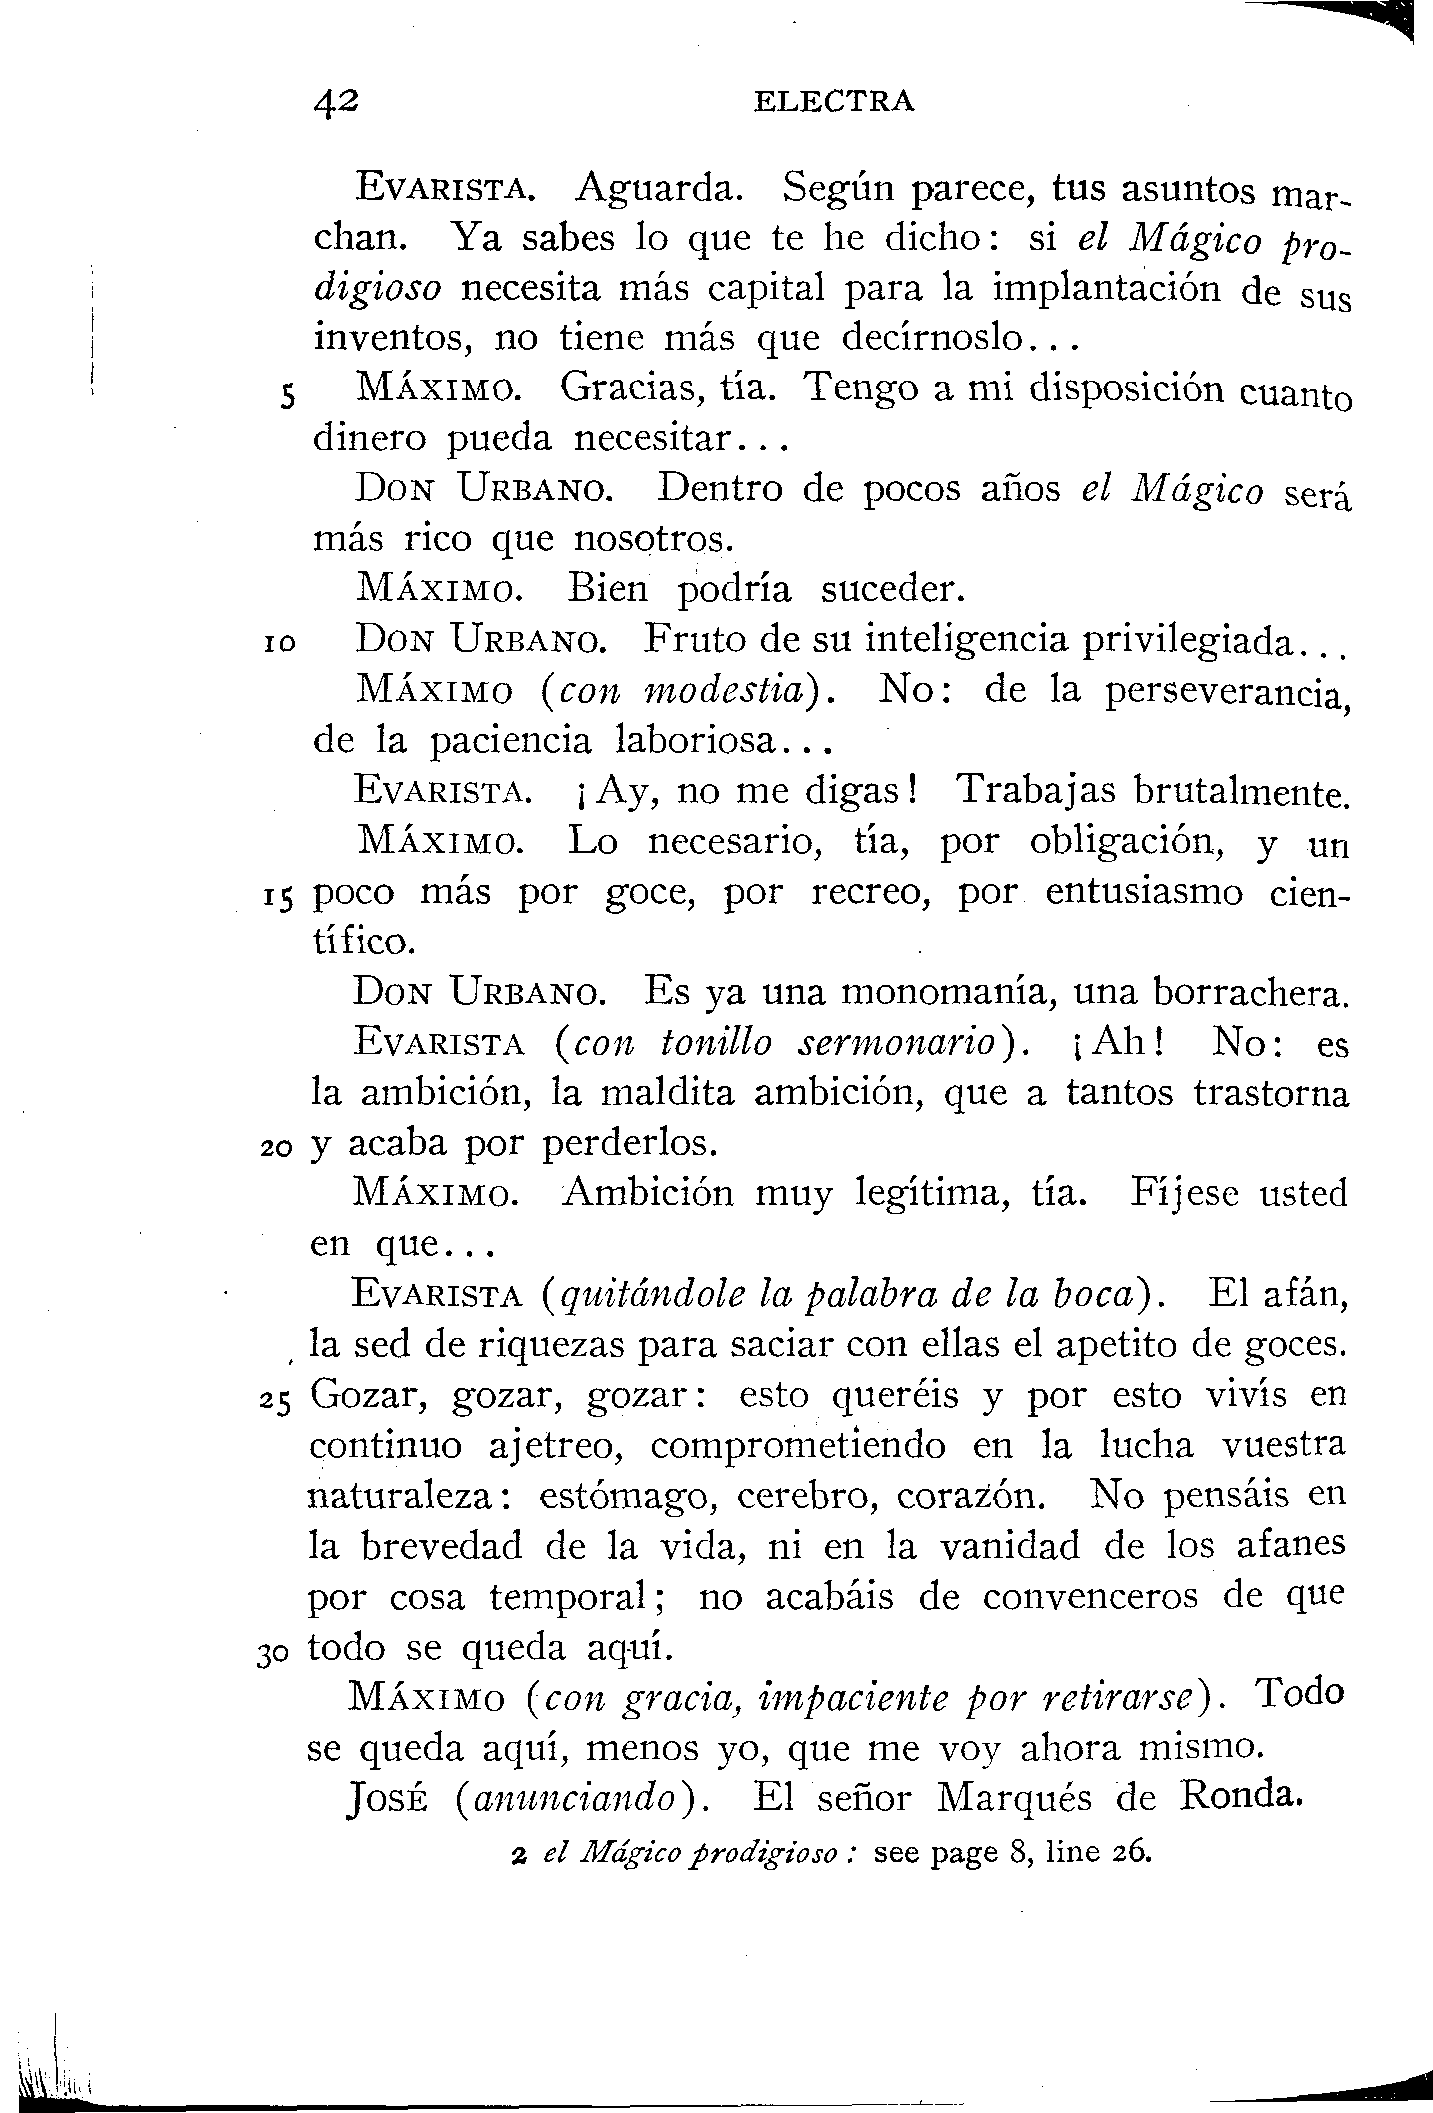 42 ELECTRA
EVARISTA. Aguarda. Según parece, tus asuntos mar-
chan. Ya sabes lo que te he dicho: si el Mágico pro-
digioso necesita más capital para la implantación de sus
inventos, no tiene más que decírnoslo...
5 MÁXIMO. Gracias, tía. Tengo a mi disposición cuanto
dinero pueda necesitar...
DON URBANO. Dentro de pocos años el Mágico será
más rico que nosotros.
MÁXIMO. Bien podría suceder.
10 DON URBANO. Fruto de su inteligencia privilegiada...
MÁXIMO (con modestia). No: de la perseverancia,
de la paciencia laboriosa...
EVARISTA. ¡Ay, no me digas! Trabajas brutalmente.
MÁXIMO. Lo necesario, tía, por obligación, y un
15 poco más por goce, por recreo, por entusiasmo cien-
tífico.
DON URBANO. Es ya una monomanía, una borrachera.
EVARISTA (con tonillo sermonario). ¡Ah! No: es
la ambición, la maldita ambición, que a tantos trastorna
20 y acaba por perderlos.
MÁXIMO. Ambición muy legítima, tía. Fíjese usted
en que...
EVARISTA (quitándole la palabra de la boca). El afán,
la sed de riquezas para saciar con ellas el apetito de goces.
25 Gozar, gozar, gozar: esto queréis y por esto vivís en
continuo ajetreo, comprometiendo en la lucha vuestra
naturaleza: estómago, cerebro, corazón. No pensáis en
la brevedad de la vida, ni en la vanidad de los afanes
por cosa temporal; no acabáis de convenceros de que
30 todo se queda aquí.
MÁXIMO (con gracia, impaciente por retirarse). Todo
se queda aquí, menos yo, que me voy ahora mismo.
JOSÉ (anunciando). El señor Marqués de Ronda.
2 el Mágico prodigioso: see page 8, line 26.